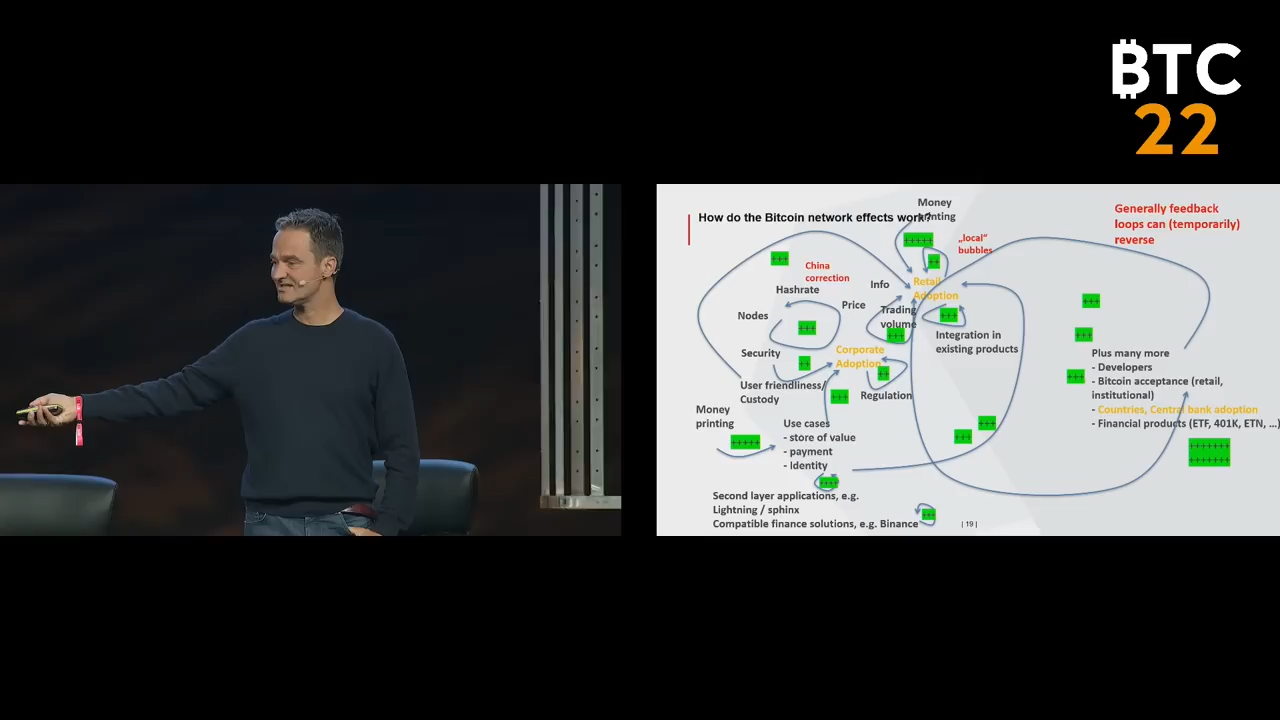 BTC
22
Money
printing
How do the Bitcoin network effects work?
Generally feedback
loops can (temporarily)
reverse
+++++
„local“
bubbles
+++
China
correction
++
Hashrate
Info
Retail
Adoption
Price
+++
Nodes
Trading
volume
+++
+++
+++
+++
Integration in
existing products
Security
++
Corporate
Adoption
++
+++
User friendliness/
Custody
+++
Regulation
Plus many more
- Developers
- Bitcoin acceptance (retail,
institutional)
- Countries, Central bank adoption
- Financial products (ETF, 401K, ETN, ...)
Money
printing
+++++
Use cases
- store of value
- payment
- Identity
++++
+++
+++
+++++++
+++++++
Second layer applications, e.g.
Lightning / sphinx
Compatible finance solutions, e.g. Binance
+++
| 19 |